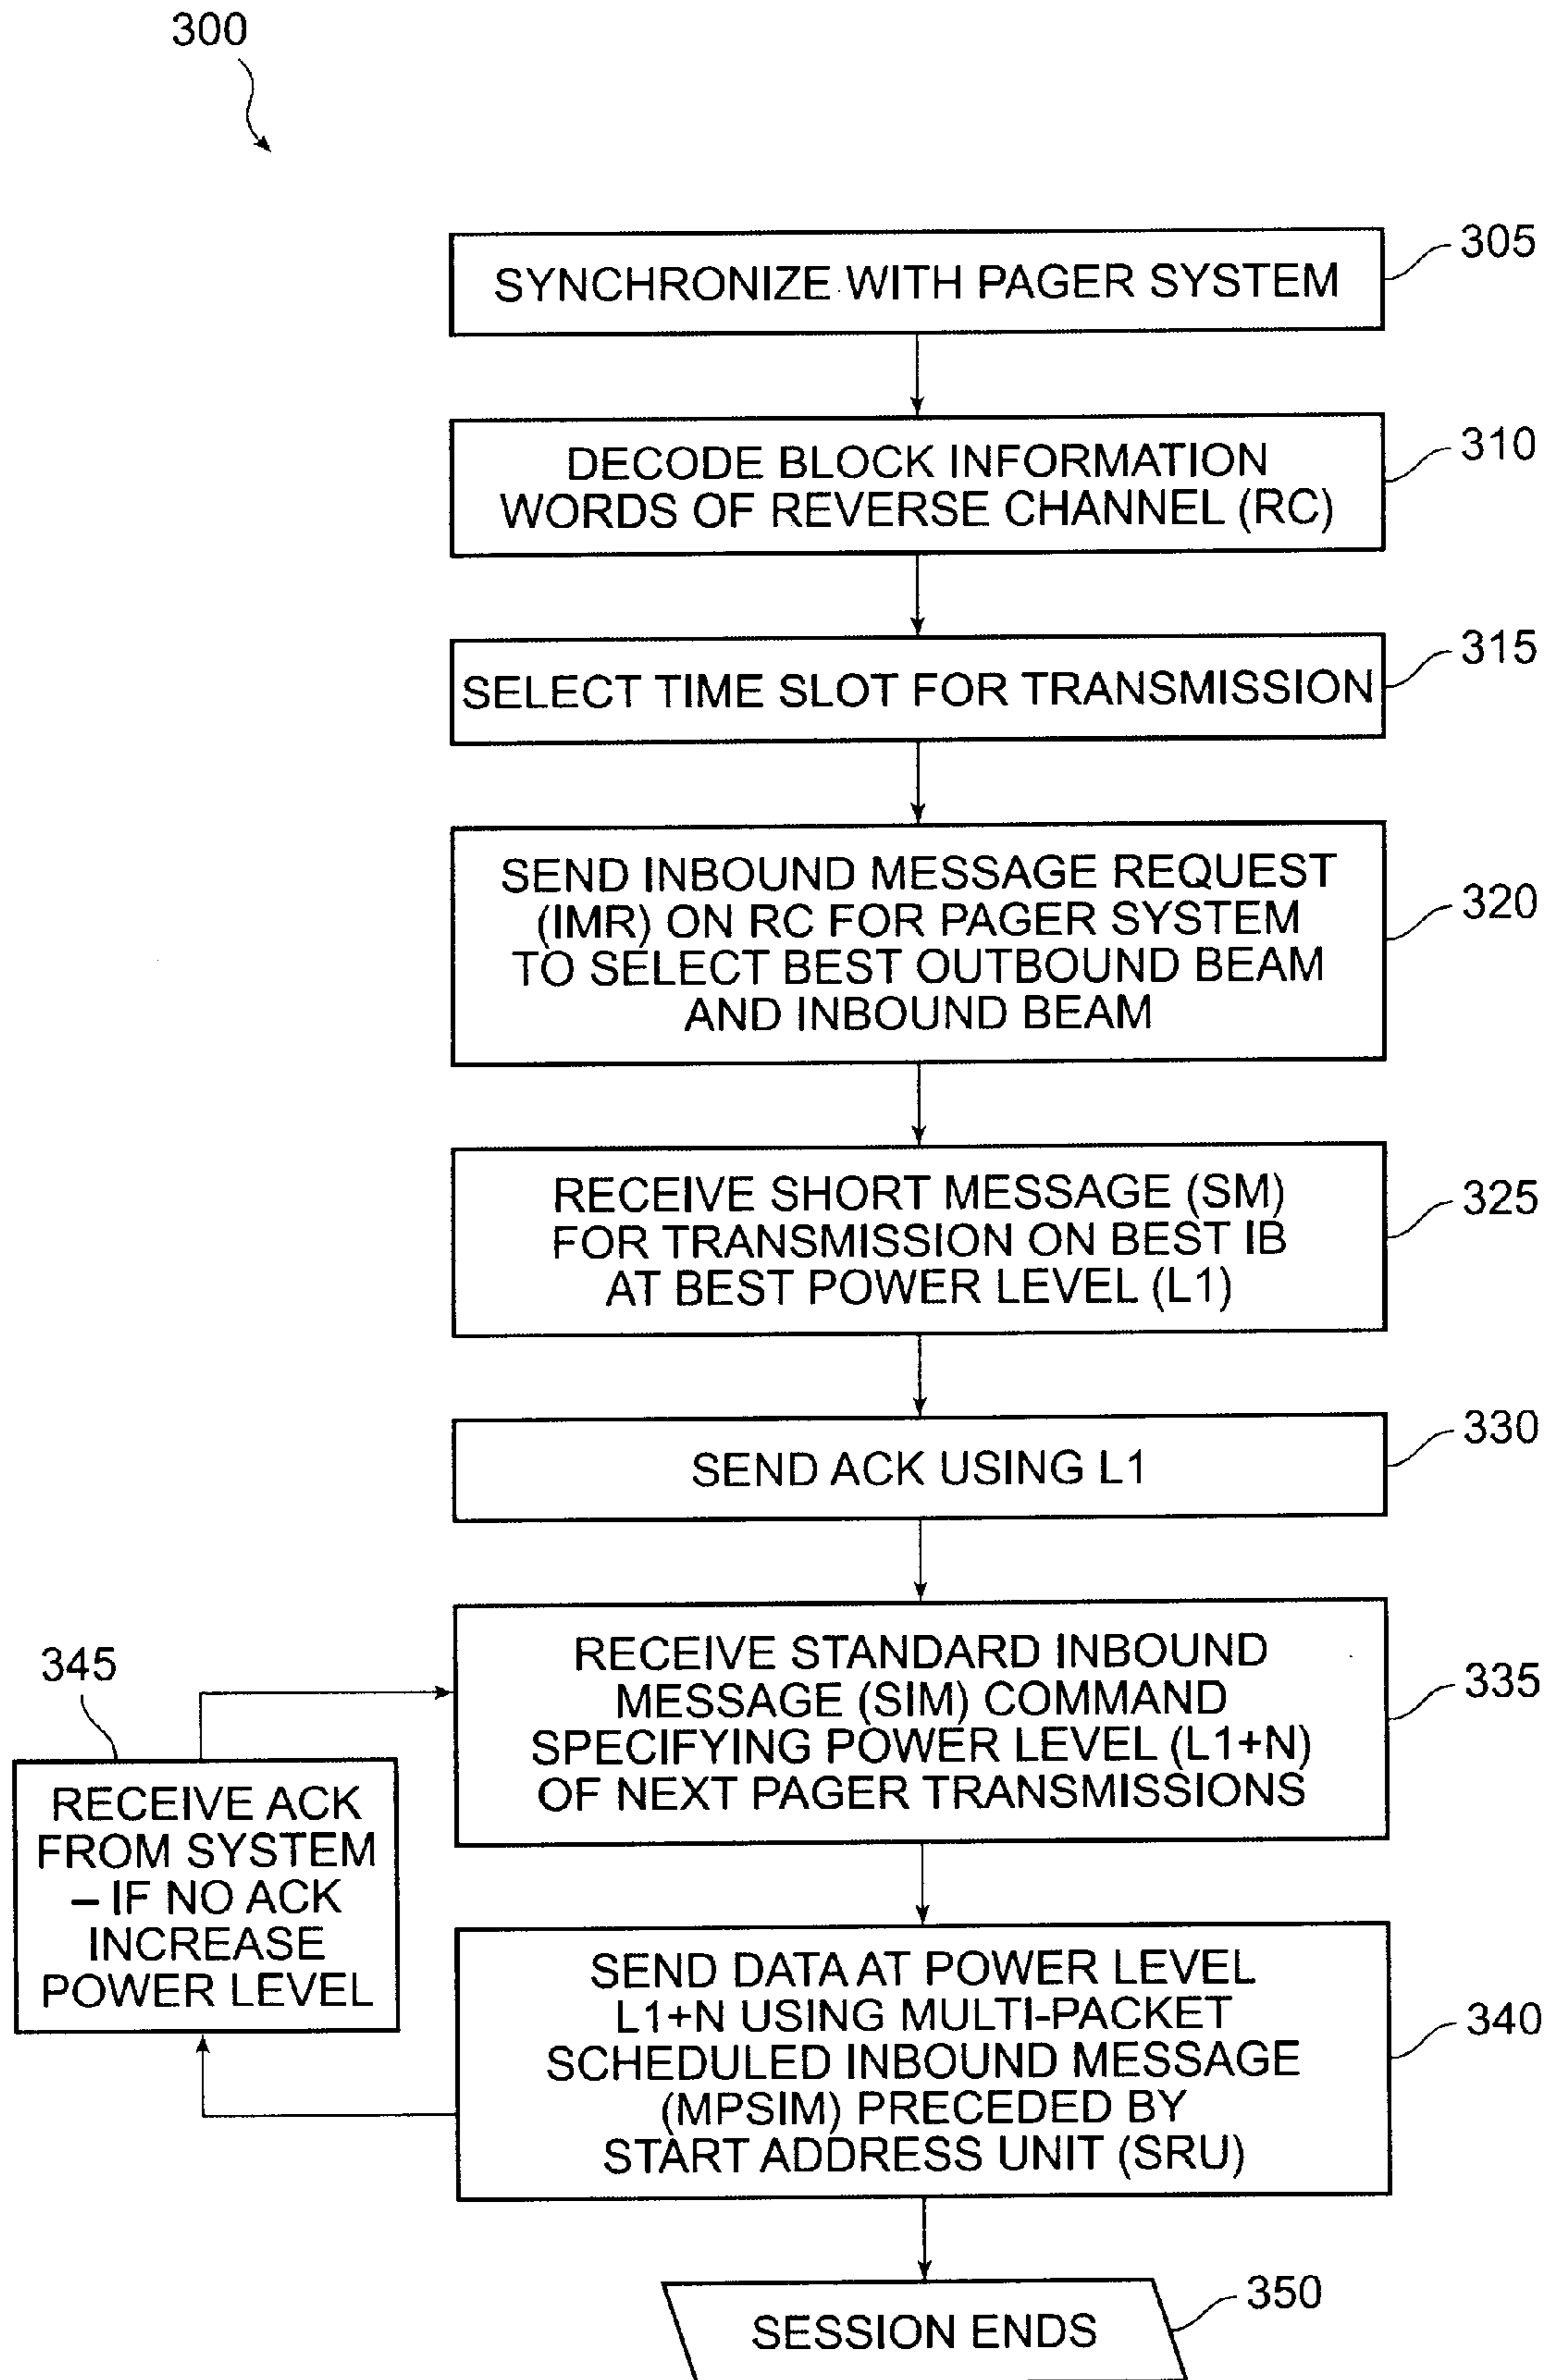 300
SYNCHRONIZE WITH PAGER SYSTEM
305
DECODE BLOCK INFORMATION
WORDS OF REVERSE CHANNEL (RC)
310
SELECT TIME SLOT FOR TRANSMISSION
315
SEND INBOUND MESSAGE REQUEST
(IMR) ON RC FOR PAGER SYSTEM
TO SELECT BEST OUTBOUND BEAM
AND INBOUND BEAM
320
RECEIVE SHORT MESSAGE (SM)
FOR TRANSMISSION ON BEST IB
AT BEST POWER LEVEL (L1)
325
SEND ACK USING L1
330
RECEIVE STANDARD INBOUND
MESSAGE (SIM) COMMAND
SPECIFYING POWER LEVEL (L1+N)
OF NEXT PAGER TRANSMISSIONS
335
345
RECEIVE ACK
FROM SYSTEM
– IF NO ACK
INCREASE
POWER LEVEL
SEND DATA AT POWER LEVEL
L1+N USING MULTI-PACKET
SCHEDULED INBOUND MESSAGE
(MPSIM) PRECEDED BY
START ADDRESS UNIT (SRU)
340
SESSION ENDS
350